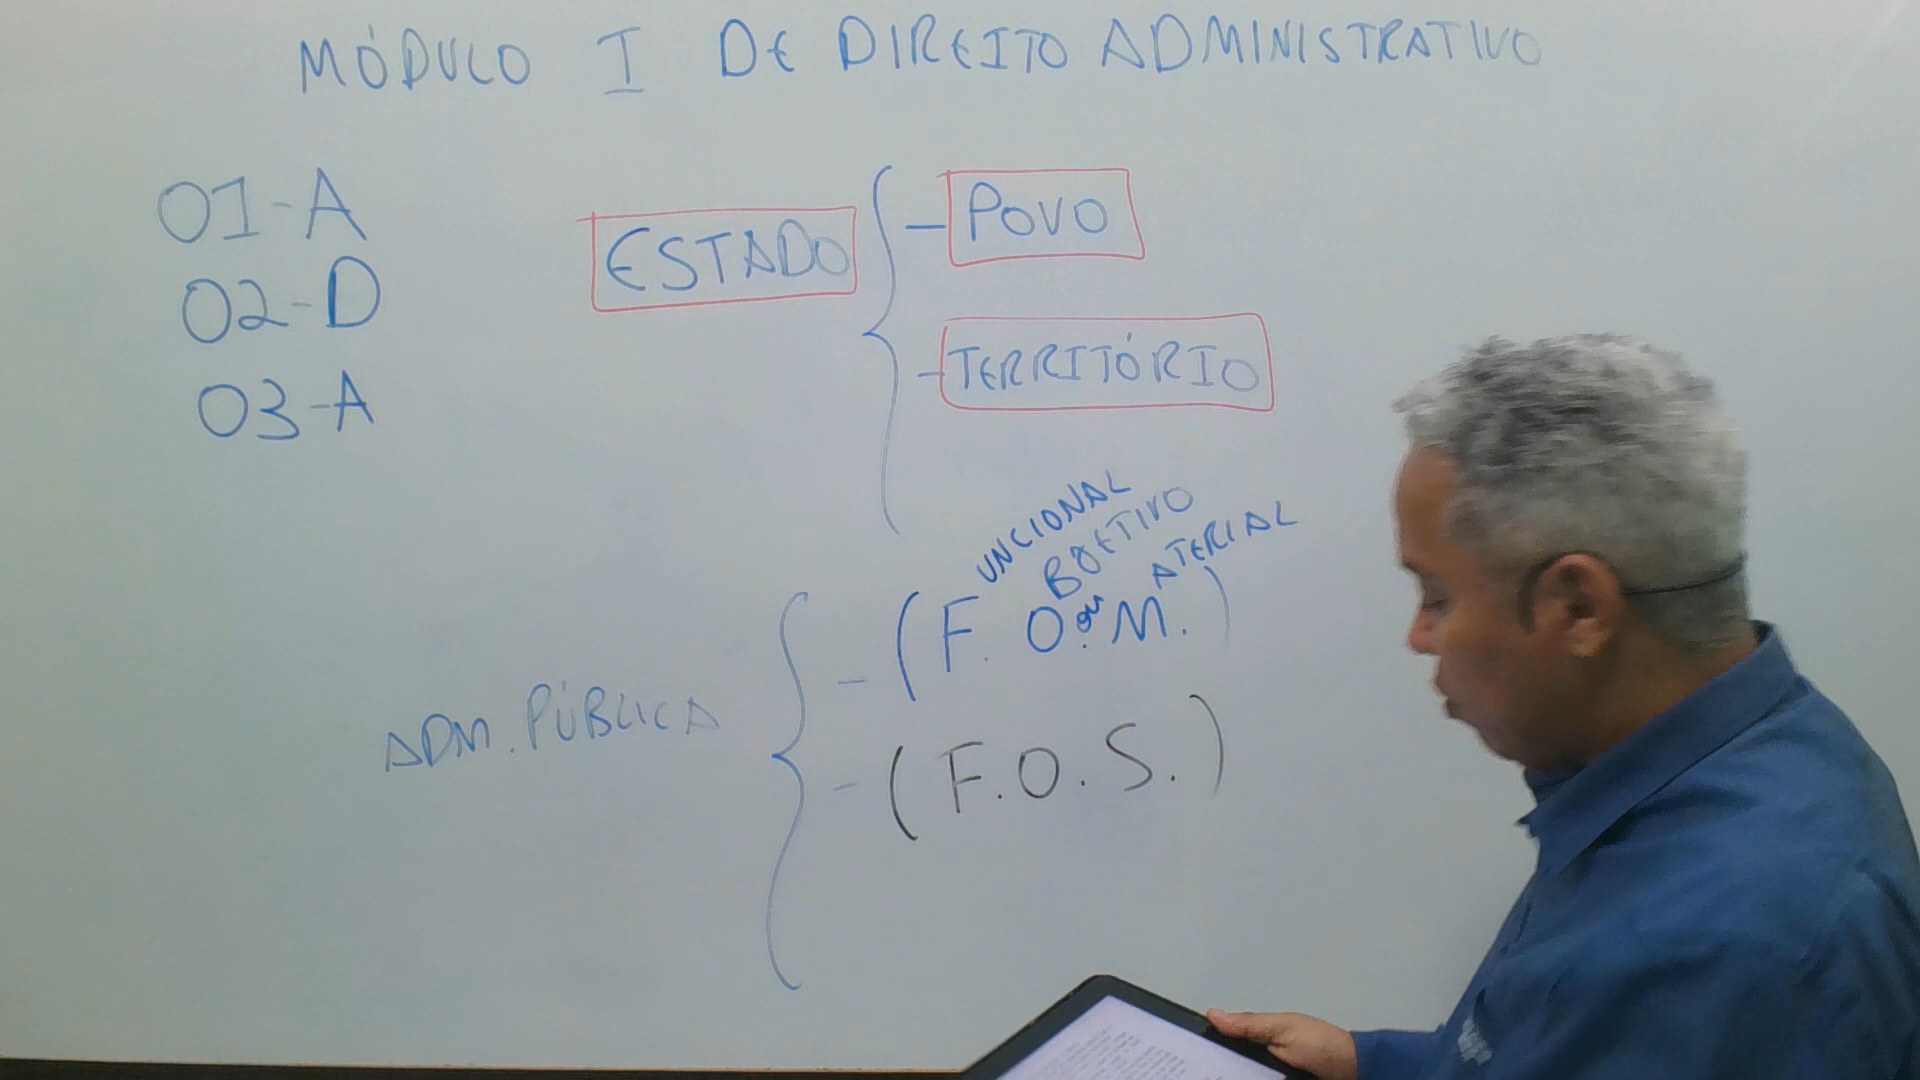 MÓDULO I DE DIREITO ADMINISTRATIVO
01-A
02-D
03-A
ESTADO
- POVO
- TERRITÓRIO
UNCIONAL
BJETIVO
ATERIAL
ADM. PÚBLICA
- (F. O. ou M.)
- (F.O.S.)